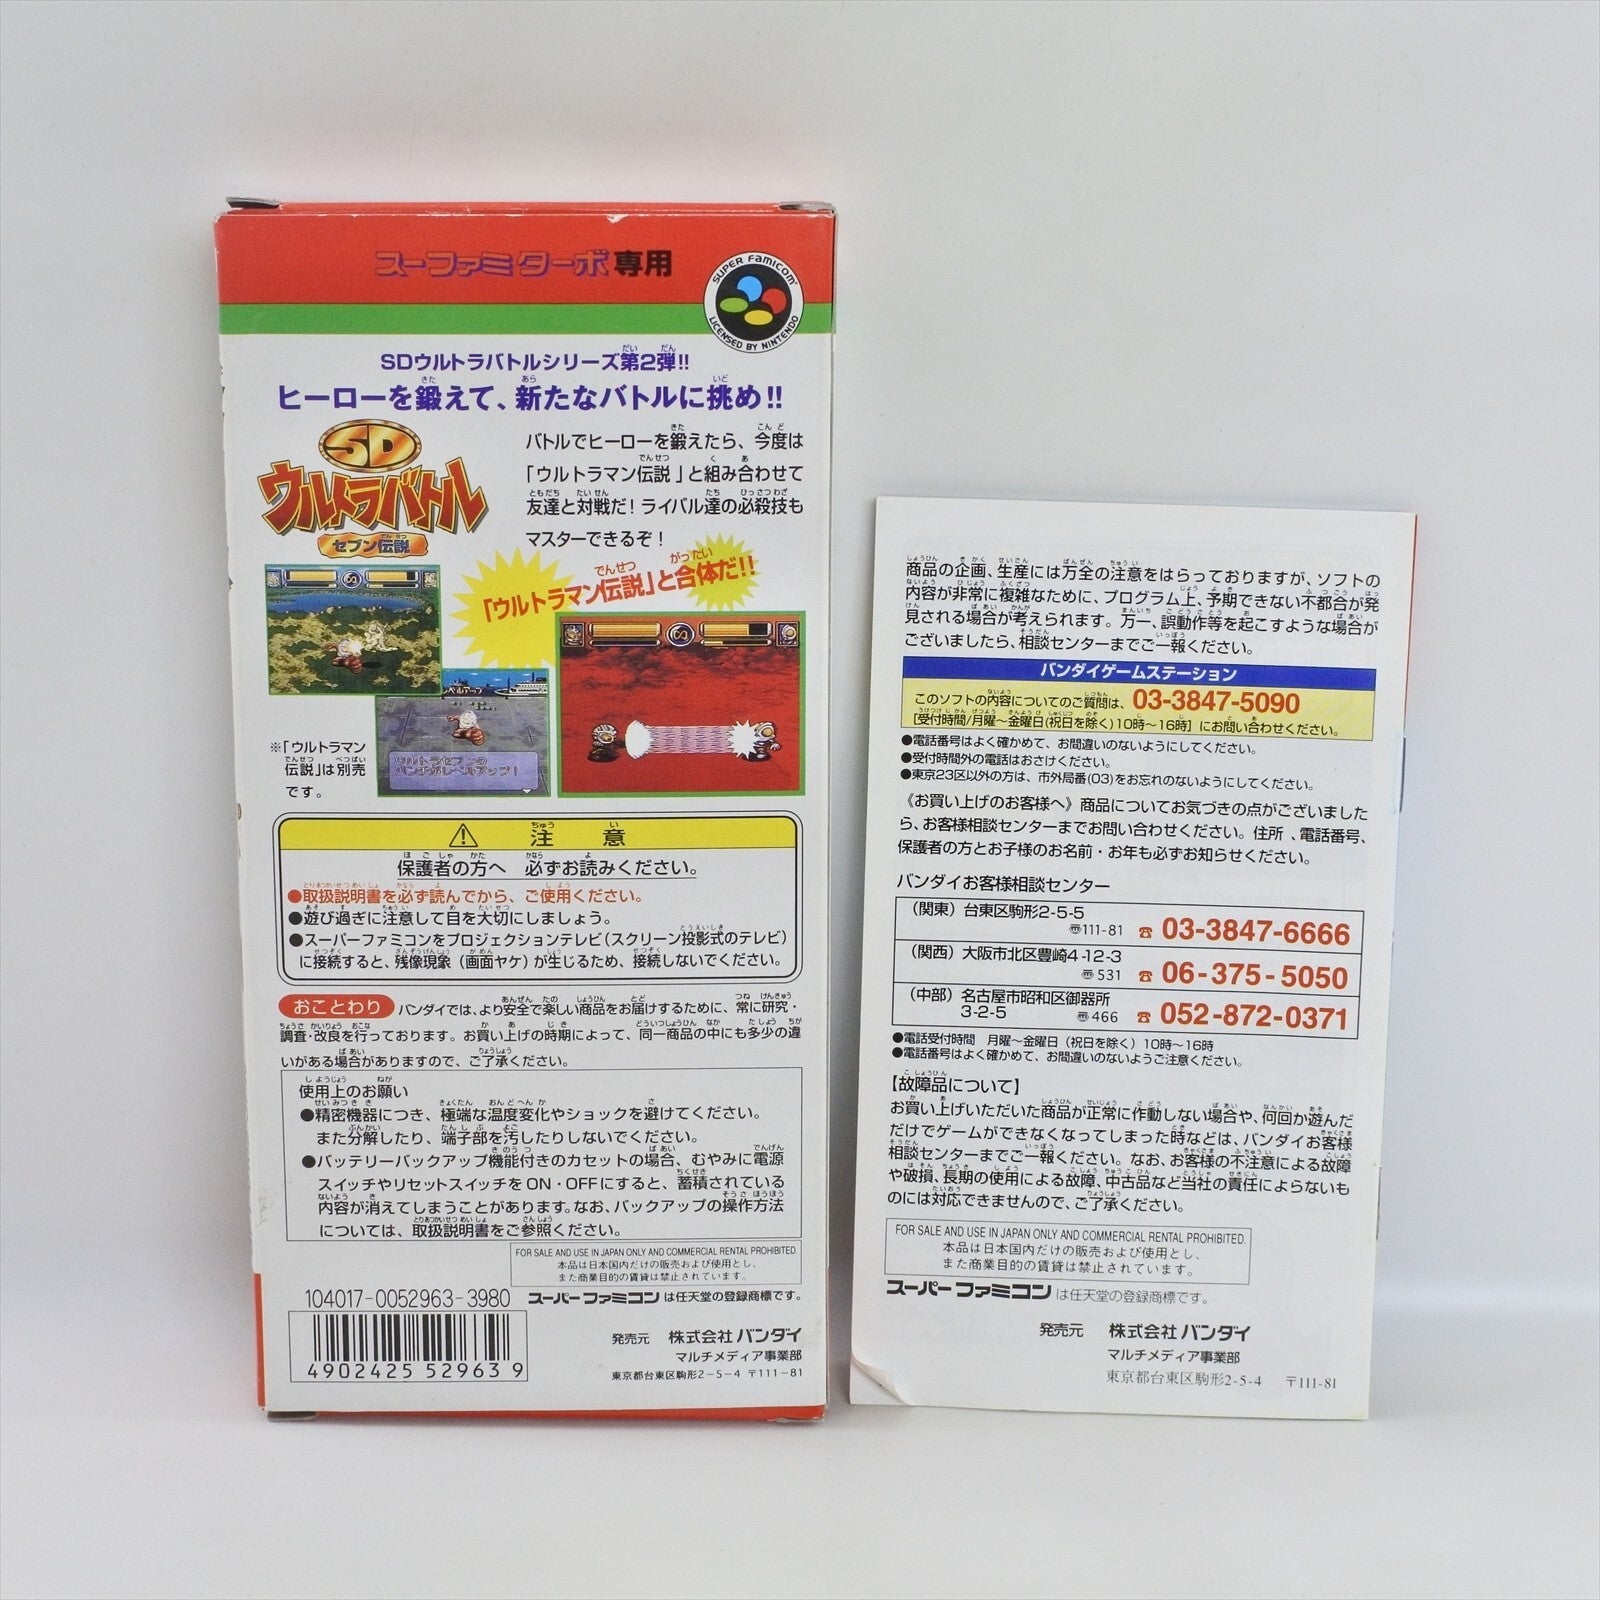 スーファミターボ専用
SUPER FAMICOM
LICENSED BY NINTENDO
SDウルトラバトルシリーズ第2弾!!
ヒーローを鍛えて、新たなバトルに挑め!!
SD
ウルトラバトル
セブン伝説
バトルでヒーローを鍛えたら、今度は
「ウルトラマン伝説」と組み合わせて
友達と対戦だ!ライバル達の必殺技も
マスターできるぞ!
「ウルトラマン伝説」と合体だ!!
レベルアップ
ウルトラセブンの
パンチがレベルアップ!
※「ウルトラマン
伝説」は別売
です。
注意
保護者の方へ 必ずお読みください。
●取扱説明書を必ず読んでから、ご使用ください。
●遊び過ぎに注意して目を大切にしましょう。
●スーパーファミコンをプロジェクションテレビ(スクリーン投影式のテレビ)
に接続すると、残像現象(画面ヤケ)が生じるため、接続しないでください。
おことわり バンダイでは、より安全で楽しい商品をお届けするために、常に研究・
調査・改良を行っております。お買い上げの時期によって、同一商品の中にも多少の違
いがある場合がありますので、ご了承ください。
使用上のお願い
●精密機器につき、極端な温度変化やショックを避けてください。
また分解したり、端子部を汚したりしないでください。
●バッテリーバックアップ機能付きのカセットの場合、むやみに電源
スイッチやリセットスイッチをON・OFFにすると、蓄積されている
内容が消えてしまうことがあります。なお、バックアップの操作方法
については、取扱説明書をご参照ください。
FOR SALE AND USE IN JAPAN ONLY AND COMMERCIAL RENTAL PROHIBITED.
本品は日本国内だけの販売および使用とし、
また商業目的の賃貸は禁止されています。
104017-0052963-3980
スーパーファミコンは任天堂の登録商標です。
4902425 52963 9
発売元 株式会社バンダイ
マルチメディア事業部
東京都台東区駒形2-5-4 〒111-81
商品の企画、生産には万全の注意をはらっておりますが、ソフトの
内容が非常に複雑なために、プログラム上、予期できない不都合が発
見される場合が考えられます。万一、誤動作等を起こすような場合が
ございましたら、相談センターまでご一報ください。
バンダイゲームステーション
このソフトの内容についてのご質問は、03-3847-5090
[受付時間/月曜~金曜日(祝日を除く)10時~16時] にお問い合わせください。
●電話番号はよく確かめて、お間違いのないようにしてください。
●受付時間外の電話はおさけください。
●東京23区以外の方は、市外局番(03)をお忘れのないようにしてください。
《お買い上げのお客様へ》商品についてお気づきの点がございました
ら、お客様相談センターまでお問い合わせください。住所、電話番号、
保護者の方とお子様のお名前・お年も必ずお知らせください。
バンダイお客様相談センター
(関東) 台東区駒形2-5-5
〠111-81 ☎ 03-3847-6666
(関西) 大阪市北区豊崎4-12-3
〠531 ☎ 06-375-5050
(中部) 名古屋市昭和区御器所
3-2-5 〠466 ☎ 052-872-0371
●電話受付時間 月曜~金曜日(祝日を除く)10時~16時
●電話番号はよく確かめて、お間違いのないようご注意ください。
【故障品について】
お買い上げいただいた商品が正常に作動しない場合や、何回か遊んだ
だけでゲームができなくなってしまった時などは、バンダイお客様
相談センターまでご一報ください。なお、お客様の不注意による故障
や破損、長期の使用による故障、中古品など当社の責任によらないも
のには対応できませんので、ご了承ください。
FOR SALE AND USE IN JAPAN ONLY AND COMMERCIAL RENTAL PROHIBITED.
本品は日本国内だけの販売および使用とし、
また商業目的の賃貸は禁止されています。
スーパーファミコンは任天堂の登録商標です。
発売元 株式会社バンダイ
マルチメディア事業部
東京都台東区駒形2-5-4 〒111-81